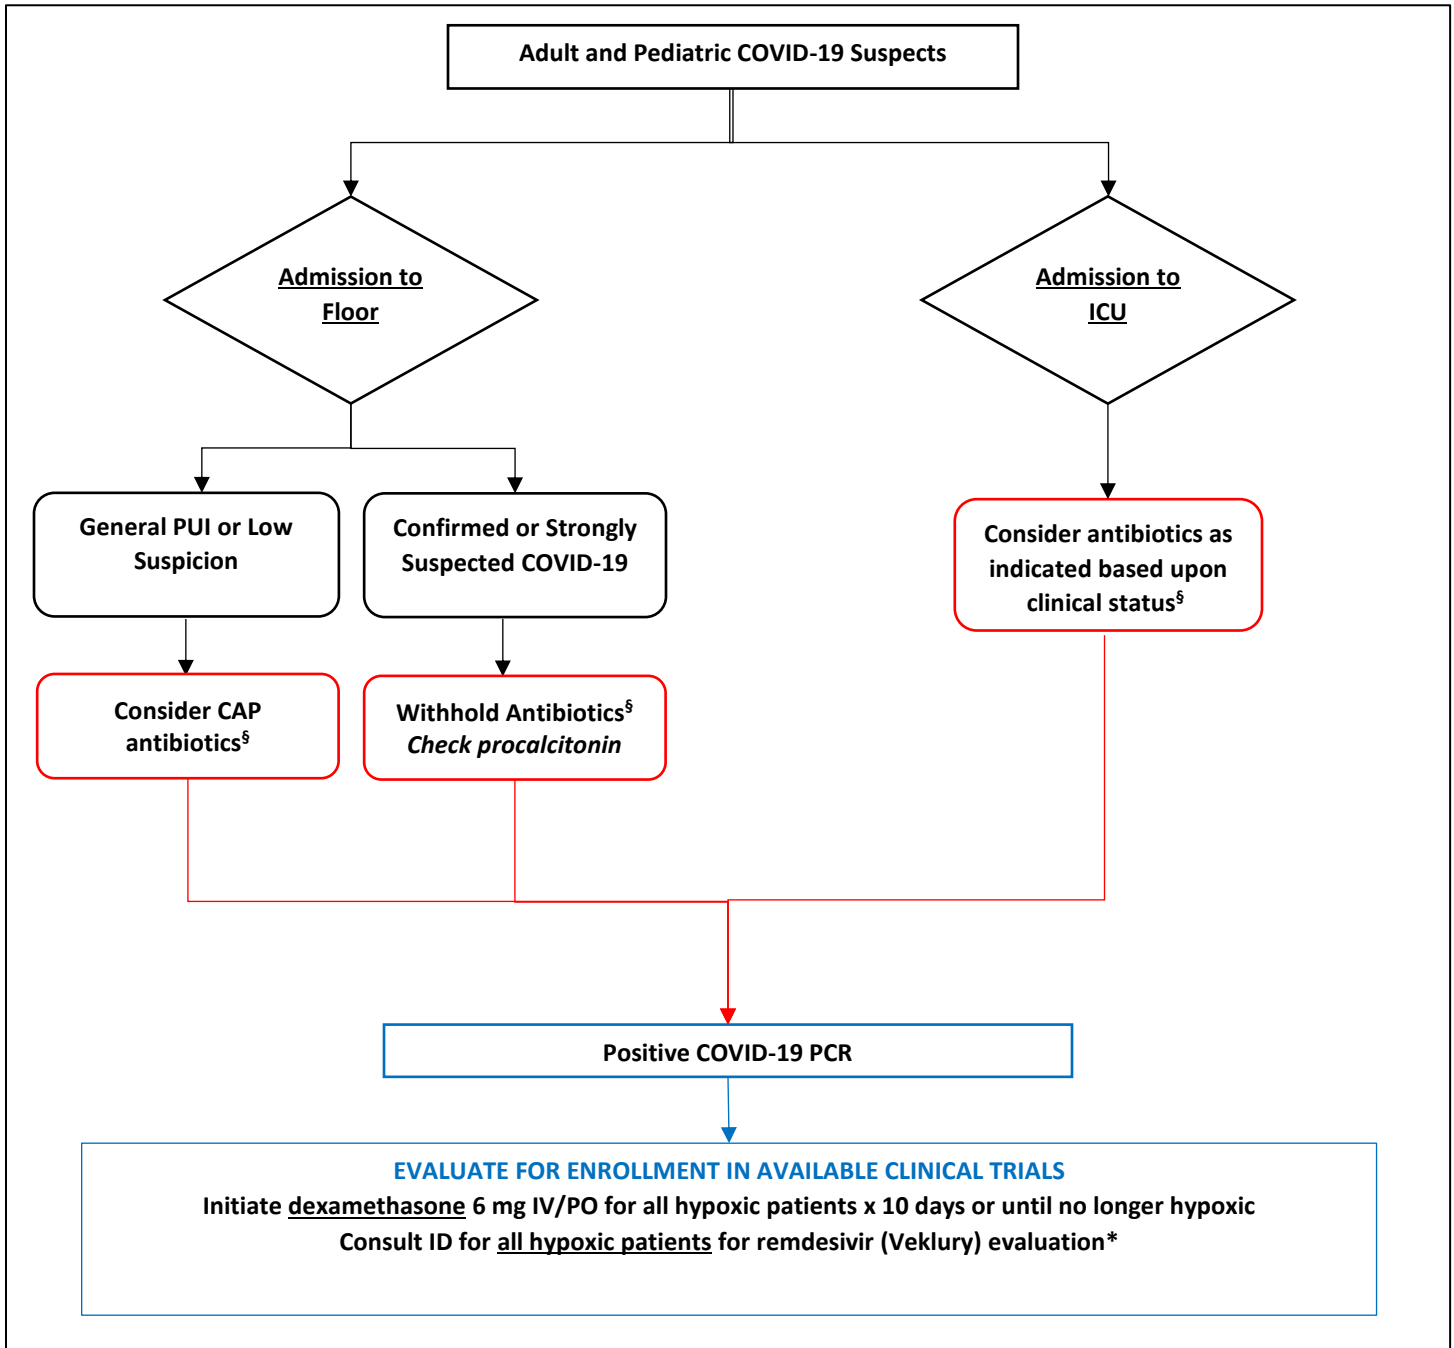 Adult and Pediatric COVID-19 Suspects
Admission to
Floor
Admission to
ICU
General PUI or Low
Suspicion
Confirmed or Strongly
Suspected COVID-19
Consider antibiotics as
indicated based upon
clinical status§
Consider CAP
antibiotics§
Withhold Antibiotics§
Check procalcitonin
Positive COVID-19 PCR
EVALUATE FOR ENROLLMENT IN AVAILABLE CLINICAL TRIALS
Initiate dexamethasone 6 mg IV/PO for all hypoxic patients x 10 days or until no longer hypoxic
Consult ID for all hypoxic patients for remdesivir (Veklury) evaluation*